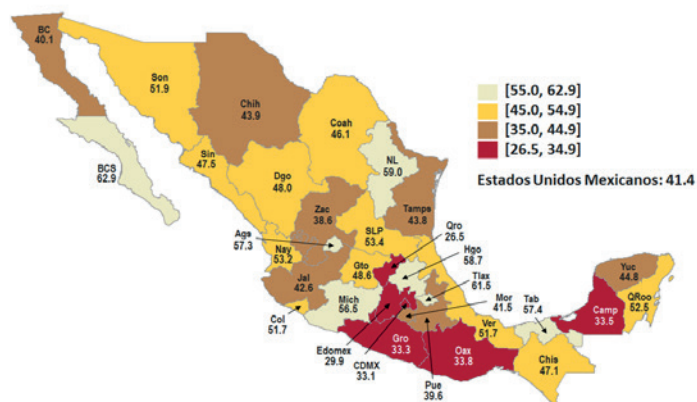 BC
40.1
Son
51.9
Chih
43.9
Coah
46.1
[55.0, 62.9]
[45.0, 54.9]
[35.0, 44.9]
[26.5, 34.9]
Estados Unidos Mexicanos: 41.4
BCS
62.9
Sin
47.5
Dgo
48.0
NL
59.0
Zac
38.6
Tamps
43.8
Ags
57.3
SLP
53.4
Qro
26.5
Nay
53.2
Hgo
58.7
Gto
48.6
Tlax
61.5
Jal
42.6
Mich
56.5
Mor
41.5
Tab
57.4
Yuc
44.8
QRoo
52.5
Camp
33.5
Col
51.7
Ver
51.7
Edomex
29.9
CDMX
33.1
Gro
33.3
Oax
33.8
Pue
39.6
Chis
47.1